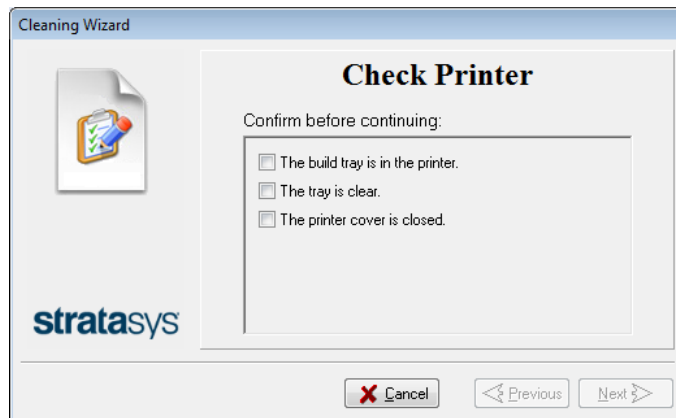 Cleaning Wizard
Check Printer
Confirm before continuing:
The build tray is in the printer.
The tray is clear.
The printer cover is closed.
stratasys
Cancel
Previous
Next